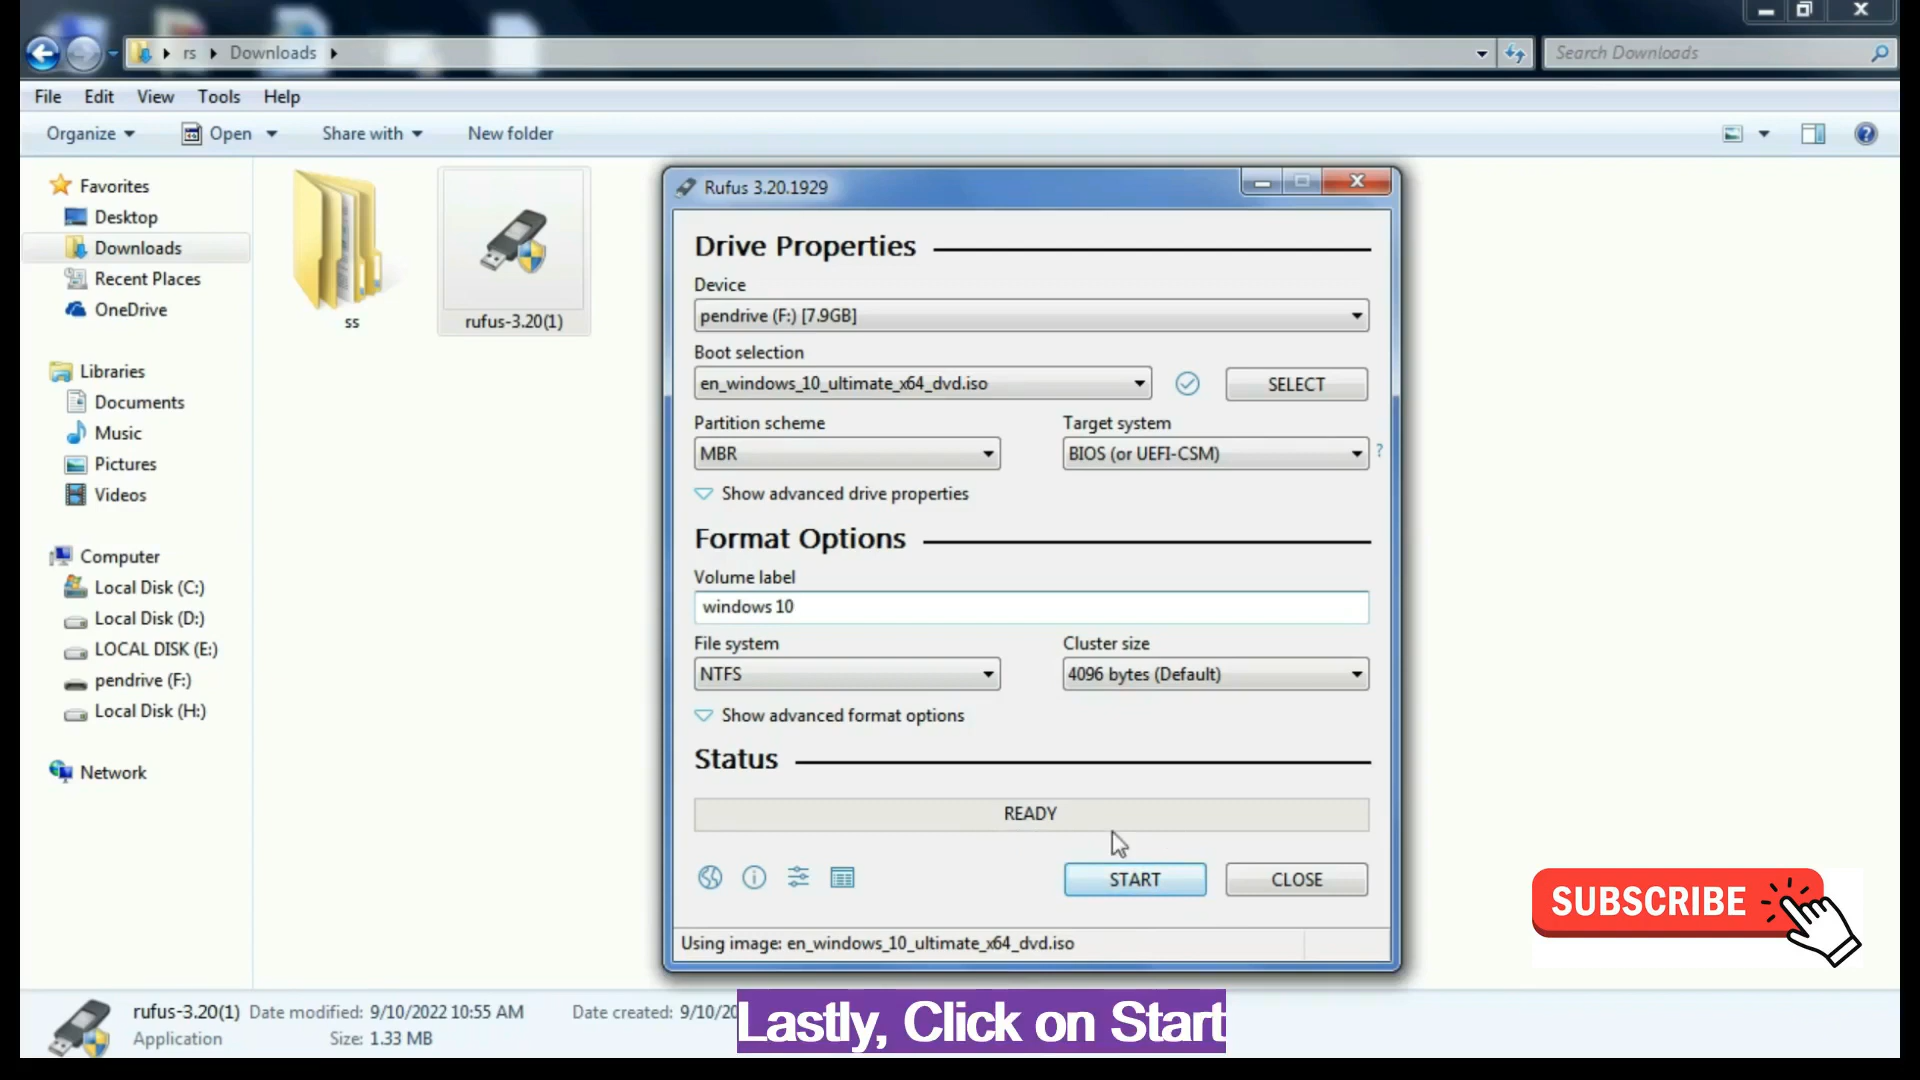 rs Downloads
Search Downloads
File Edit View Tools Help
Organize Open Share with New folder
Favorites
Desktop
Downloads
Recent Places
OneDrive
Libraries
Documents
Music
Pictures
Videos
Computer
Local Disk (C:)
Local Disk (D:)
LOCAL DISK (E:)
pendrive (F:)
Local Disk (H:)
Network
ss
rufus-3.20(1)
Rufus 3.20.1929
Drive Properties
Device
pendrive (F:) [7.9GB]
Boot selection
en_windows_10_ultimate_x64_dvd.iso
SELECT
Partition scheme Target system
MBR BIOS (or UEFI-CSM) ?
Show advanced drive properties
Format Options
Volume label
windows 10
File system Cluster size
NTFS 4096 bytes (Default)
Show advanced format options
Status
READY
START CLOSE
Using image: en_windows_10_ultimate_x64_dvd.iso
SUBSCRIBE
rufus-3.20(1) Date modified: 9/10/2022 10:55 AM Date created: 9/10/20
Application Size: 1.33 MB
Lastly, Click on Start